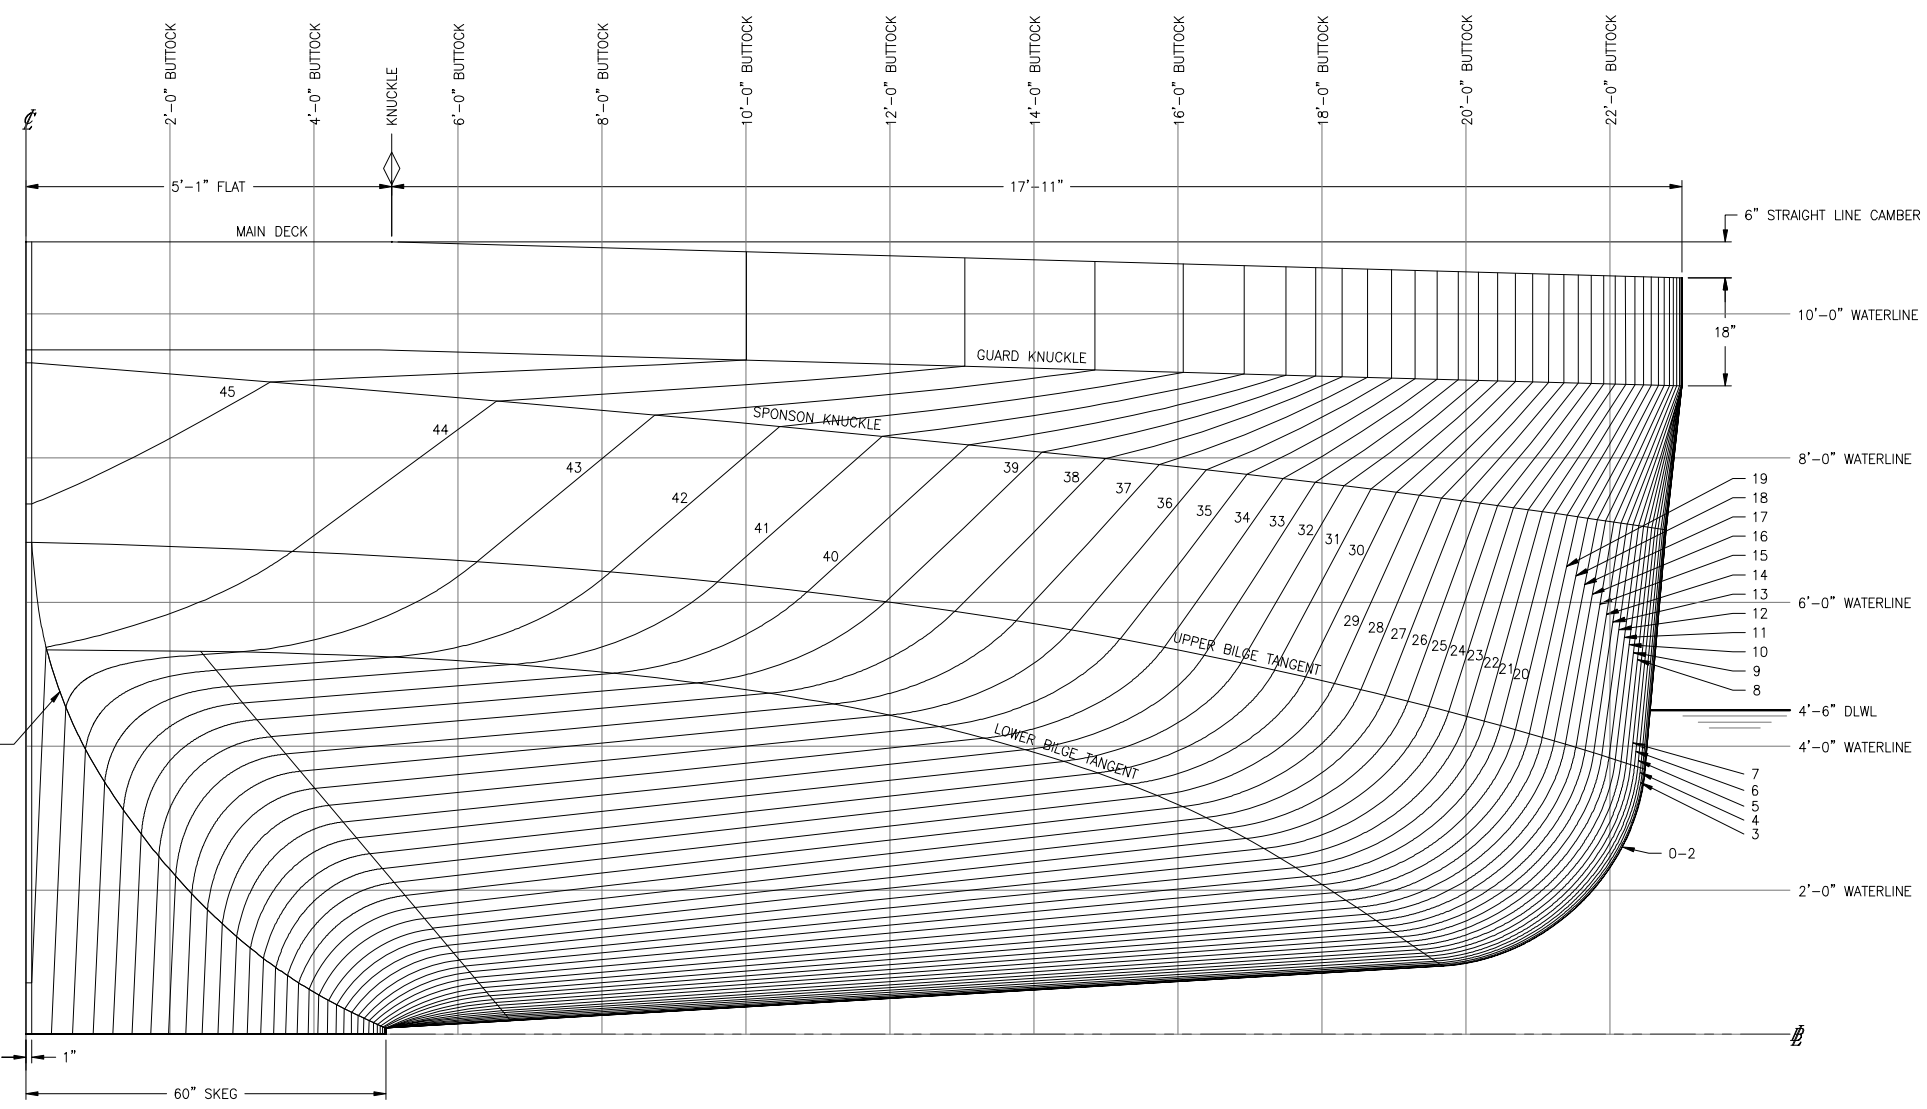 2'-0" BUTTOCK
4'-0" BUTTOCK
KNUCKLE
6'-0" BUTTOCK
8'-0" BUTTOCK
10'-0" BUTTOCK
12'-0" BUTTOCK
14'-0" BUTTOCK
16'-0" BUTTOCK
18'-0" BUTTOCK
20'-0" BUTTOCK
22'-0" BUTTOCK
℄
5'-1" FLAT
17'-11"
6" STRAIGHT LINE CAMBER
MAIN DECK
10'-0" WATERLINE
18"
GUARD KNUCKLE
SPONSON KNUCKLE
45
44
43
42
41
40
39
38
37
36
35
34
33
32
31
30
8'-0" WATERLINE
19
18
17
16
15
14
13
12
11
10
9
8
6'-0" WATERLINE
29
28
27
26
25
24
23
22
21
20
UPPER BILGE TANGENT
LOWER BILGE TANGENT
4'-6" DLWL
4'-0" WATERLINE
7
6
5
4
3
0-2
2'-0" WATERLINE
BL
1"
60" SKEG